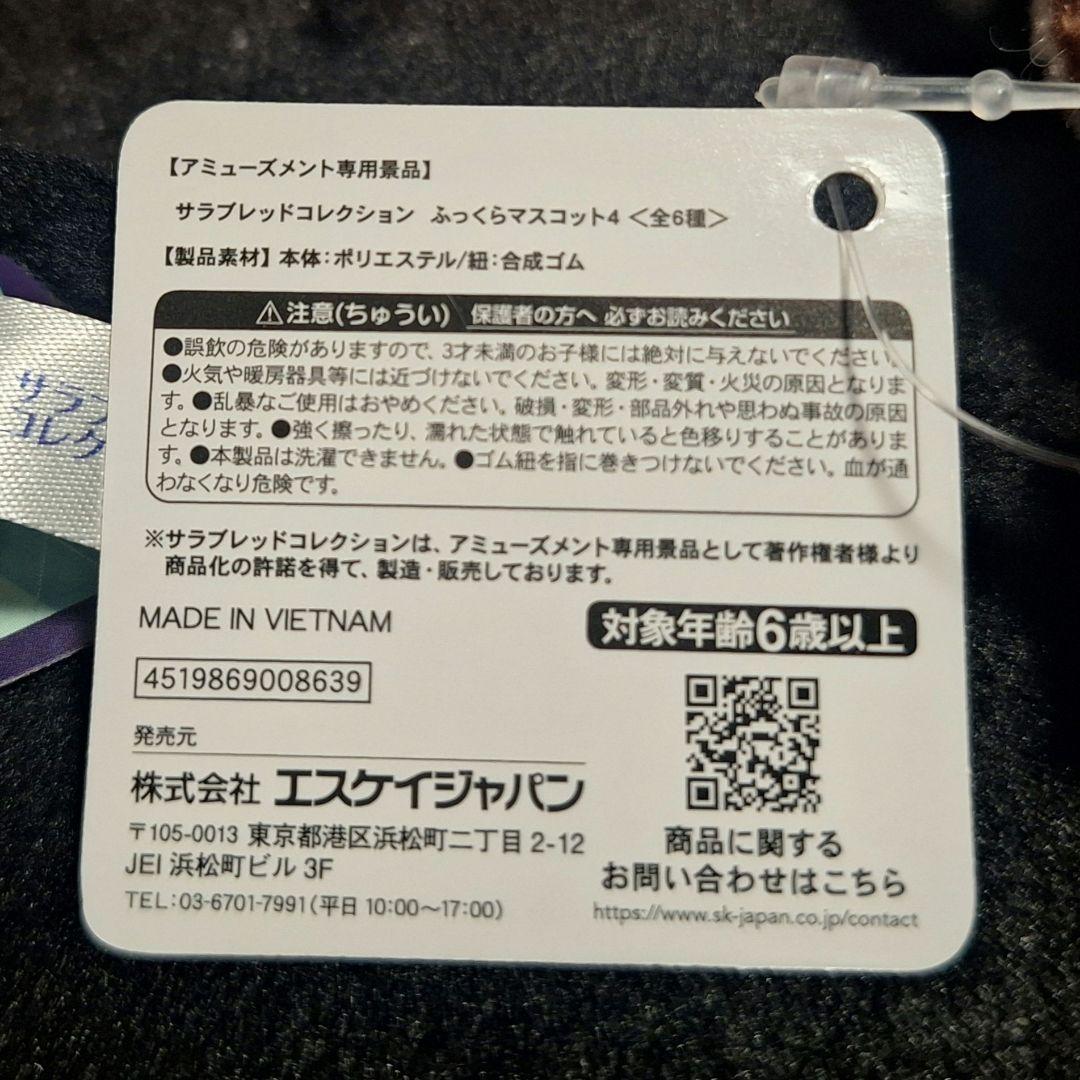 【アミューズメント専用景品】
サラブレッドコレクション ふっくらマスコット4 <全6種>
【製品素材】本体:ポリエステル/紐:合成ゴム
⚠注意(ちゅうい) 保護者の方へ 必ずお読みください
●誤飲の危険がありますので、3才未満のお子様には絶対に与えないでください。
●火気や暖房器具等には近づけないでください。変形・変質・火災の原因となりま
す。●乱暴なご使用はおやめください。破損・変形・部品外れや思わぬ事故の原因
となります。●強く擦ったり、濡れた状態で触れていると色移りすることがありま
す。●本製品は洗濯できません。●ゴム紐を指に巻きつけないでください。血が通
わなくなり危険です。
※サラブレッドコレクションは、アミューズメント専用景品として著作権者様より
商品化の許諾を得て、製造・販売しております。
MADE IN VIETNAM
対象年齢6歳以上
4519869008639
発売元
株式会社 エスケイジャパン
〒105-0013 東京都港区浜松町二丁目2-12
JEI 浜松町ビル 3F
TEL:03-6701-7991(平日 10:00〜17:00)
商品に関する
お問い合わせはこちら
https://www.sk-japan.co.jp/contact
サラ
コレク